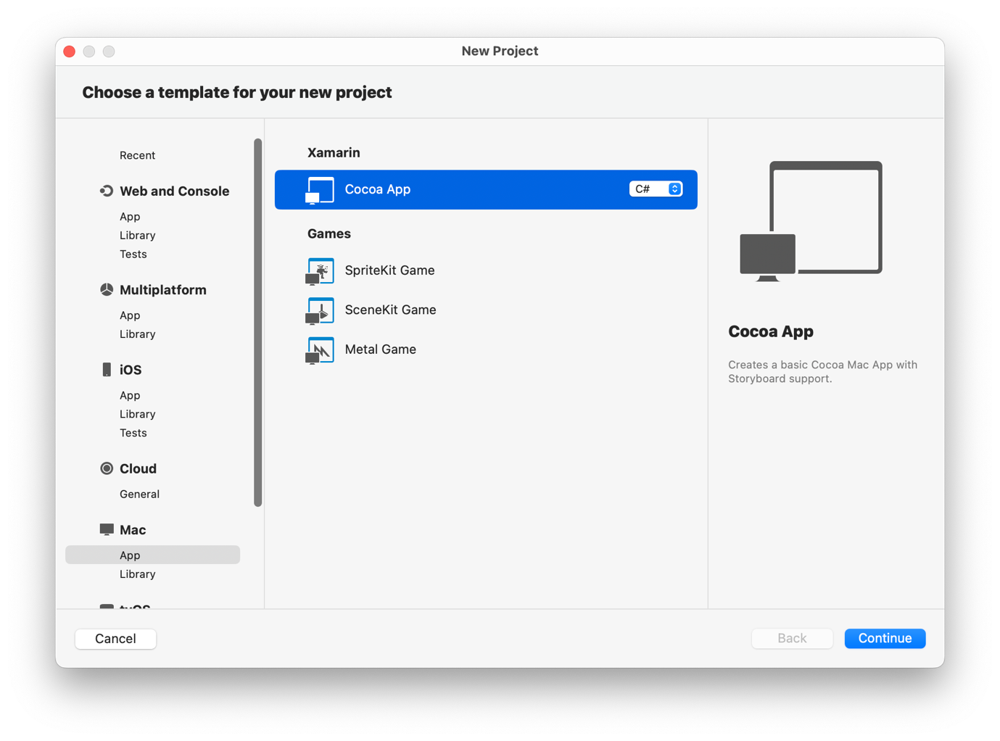 New Project
Choose a template for your new project
Recent
Web and Console
App
Library
Tests
Multiplatform
App
Library
iOS
App
Library
Tests
Cloud
General
Mac
App
Library
tvOS
Xamarin
Cocoa App
C#
Games
SpriteKit Game
SceneKit Game
Metal Game
Cocoa App
Creates a basic Cocoa Mac App with
Storyboard support.
Cancel
Back
Continue